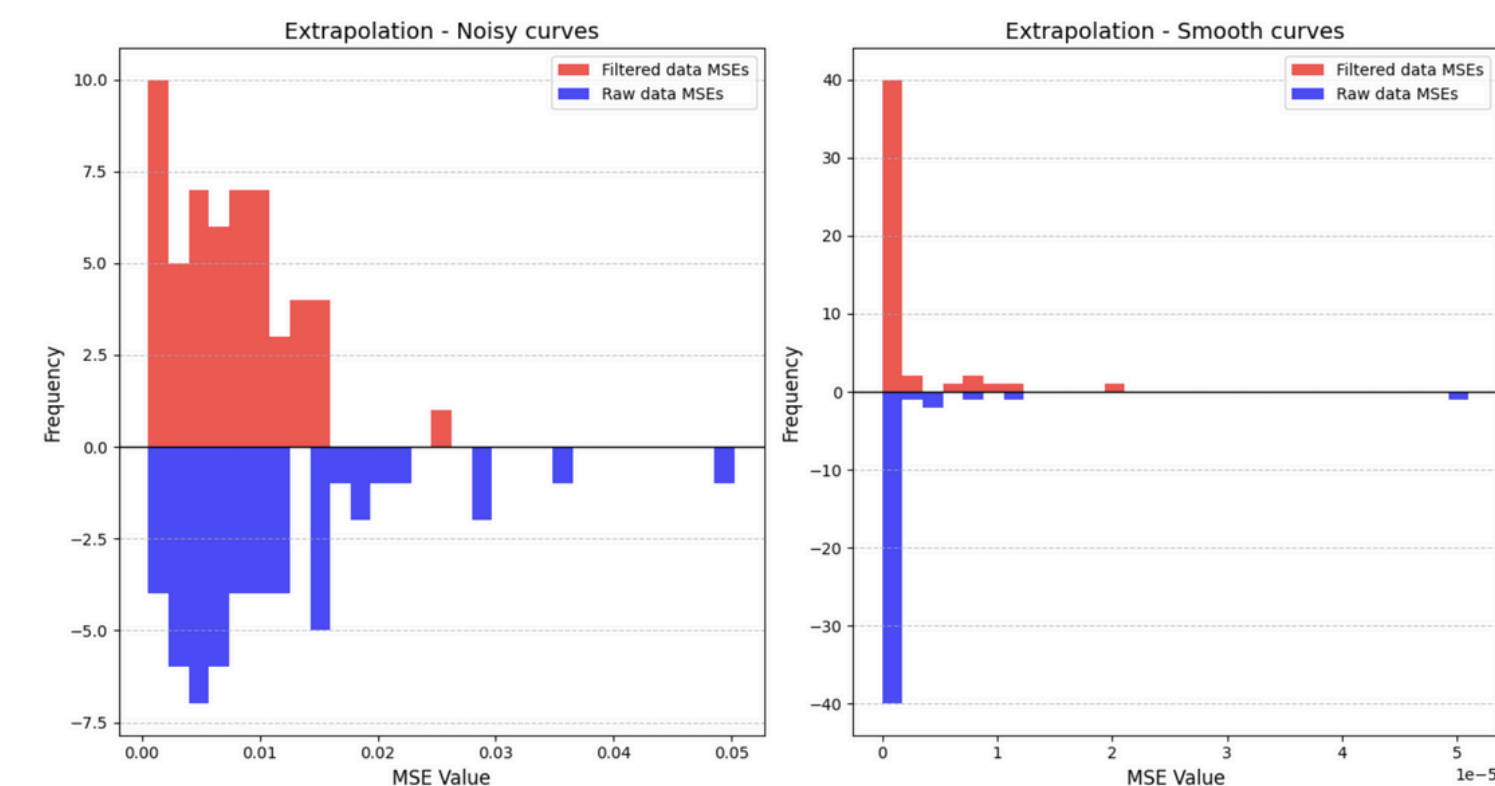 Extrapolation - Noisy curves
Filtered data MSEs
Raw data MSEs
Frequency
10.0
7.5
5.0
2.5
0.0
−2.5
−5.0
−7.5
0.00 0.01 0.02 0.03 0.04 0.05
MSE Value
Extrapolation - Smooth curves
Filtered data MSEs
Raw data MSEs
Frequency
40
30
20
10
0
−10
−20
−30
−40
0 1 2 3 4 5
1e−5
MSE Value